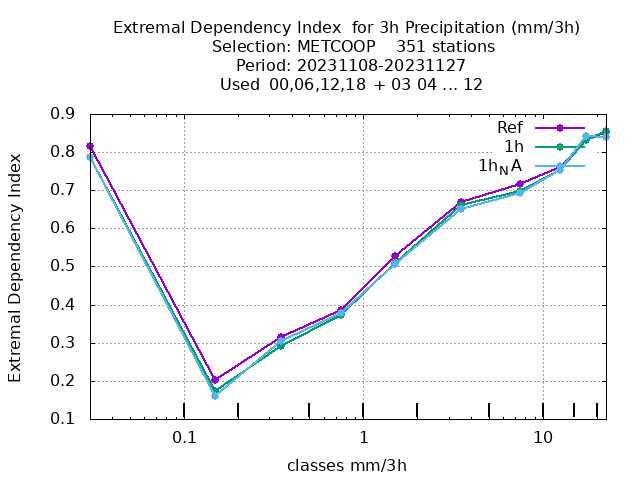 Extremal Dependency Index  for 3h Precipitation (mm/3h)
Selection: METCOOP    351 stations
Period: 20231108-20231127
Used  00,06,12,18  + 03 04 ... 12
Ref
1h
1h_NA
Extremal Dependency Index
0.9
0.8
0.7
0.6
0.5
0.4
0.3
0.2
0.1
0.1
1
10
classes mm/3h